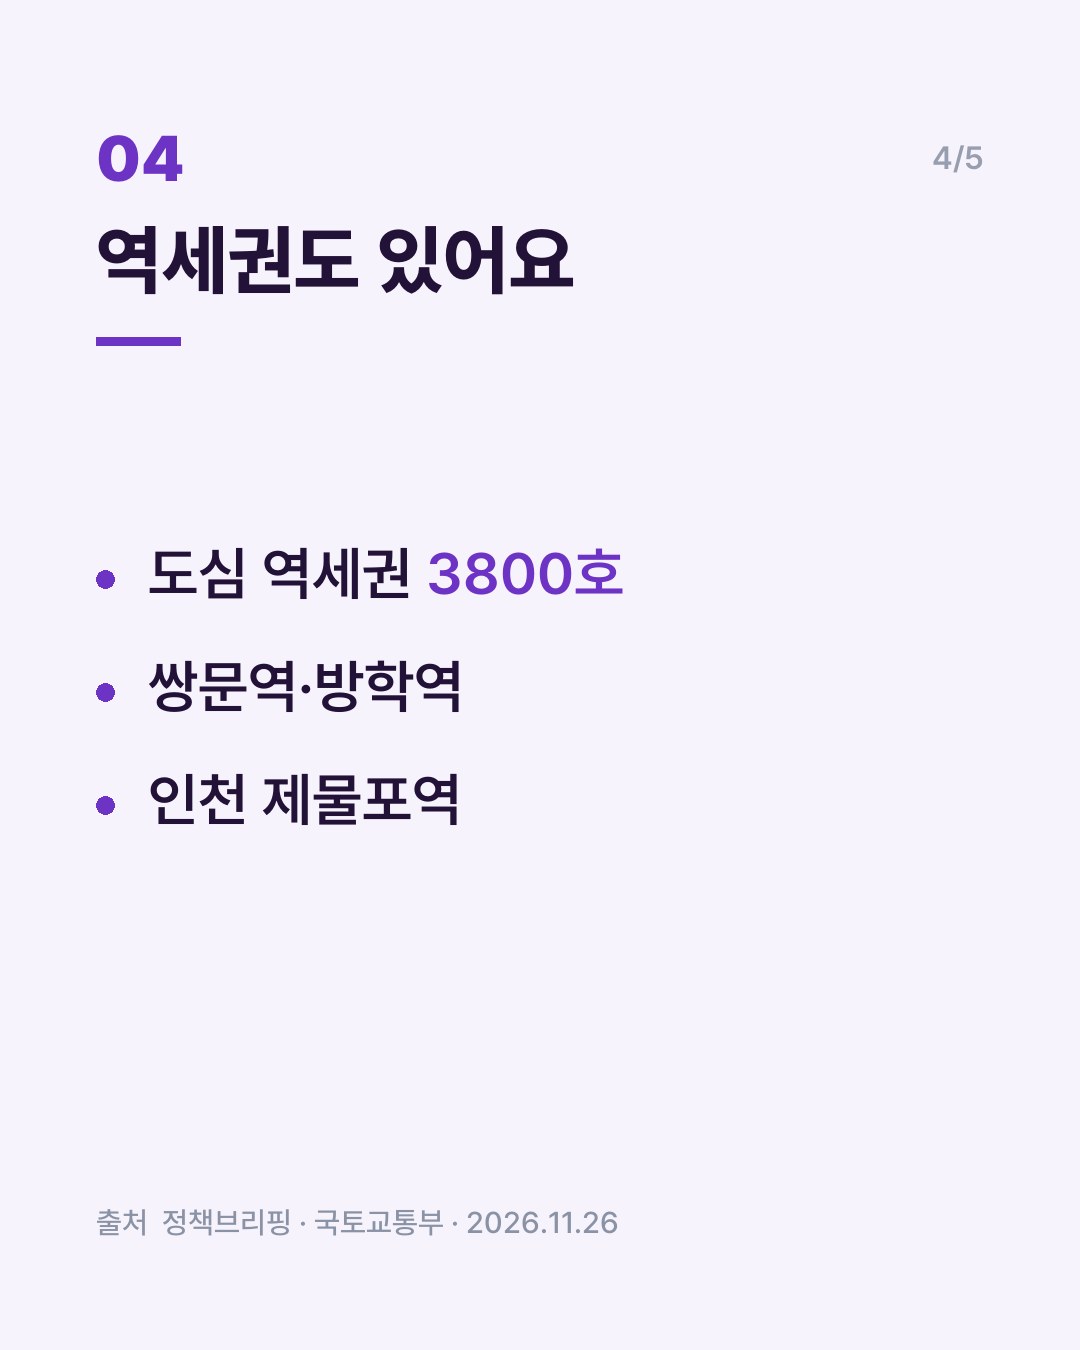 04
4/5
역세권도 있어요
• 도심 역세권 3800호
• 쌍문역·방학역
• 인천 제물포역
출처 정책브리핑 · 국토교통부 · 2026.11.26